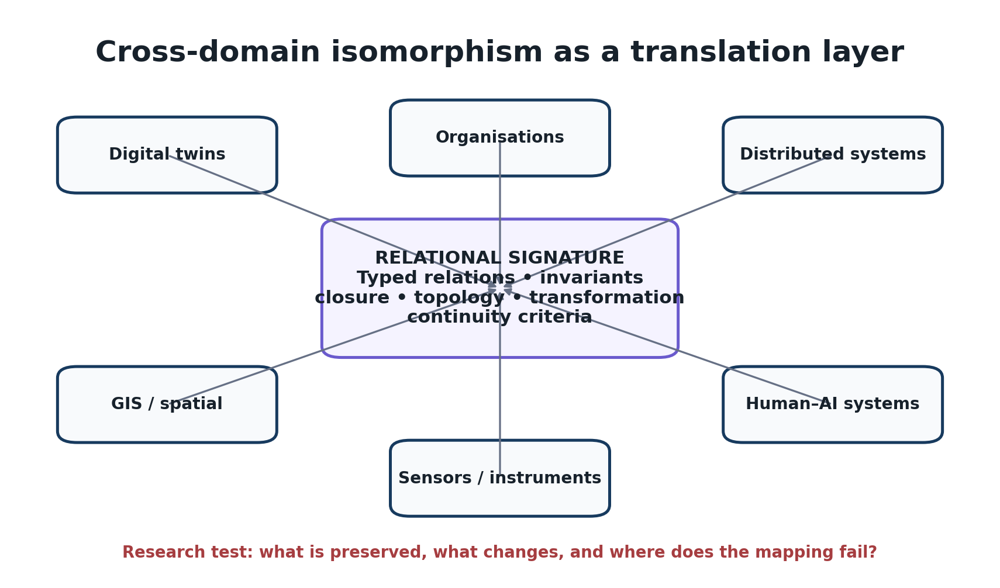 Cross-domain isomorphism as a translation layer
Organisations
Digital twins
Distributed systems
RELATIONAL SIGNATURE
Typed relations • invariants
closure • topology • transformation
continuity criteria
GIS / spatial
Human–AI systems
Sensors / instruments
Research test: what is preserved, what changes, and where does the mapping fail?